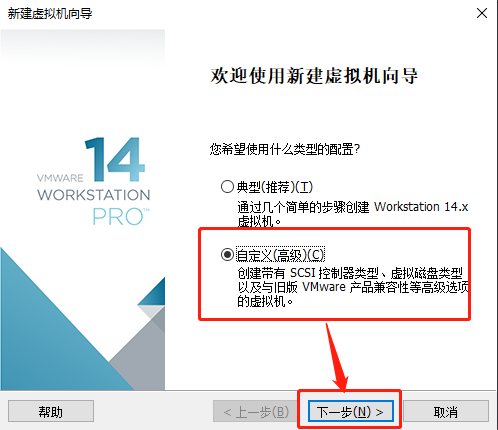 新建虚拟机向导
欢迎使用新建虚拟机向导
VMWARE 14
WORKSTATION
PRO™
您希望使用什么类型的配置?
典型(推荐)(T)
通过几个简单的步骤创建 Workstation 14.x
虚拟机。
自定义(高级)(C)
创建带有 SCSI 控制器类型、虚拟磁盘类型
以及与旧版 VMware 产品兼容性等高级选项
的虚拟机。
帮助
< 上一步(B)
下一步(N) >
取消